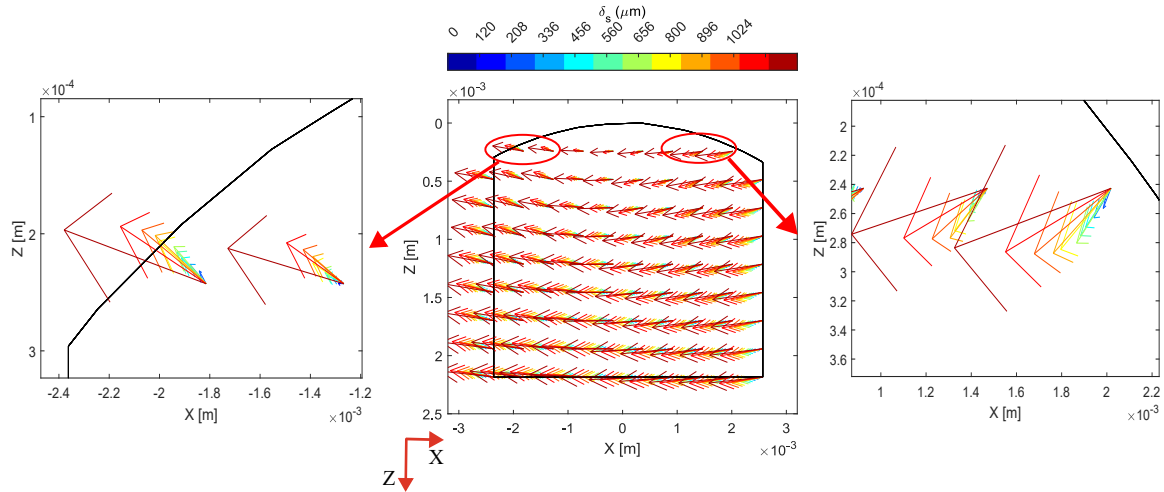 δs (μm)
0 120 208 336 456 560 656 800 896 1024
×10-4
1
2
3
Z [m]
-2.4 -2.2 -2 -1.8 -1.6 -1.4 -1.2
X [m]
×10-3
×10-3
0
0.5
1
1.5
2
2.5
Z [m]
-3 -2 -1 0 1 2 3
X [m]
×10-3
X
Z
×10-4
1.8
2
2.2
2.4
2.6
2.8
3
3.2
3.4
3.6
Z [m]
1 1.2 1.4 1.6 1.8 2 2.2
X [m]
×10-3